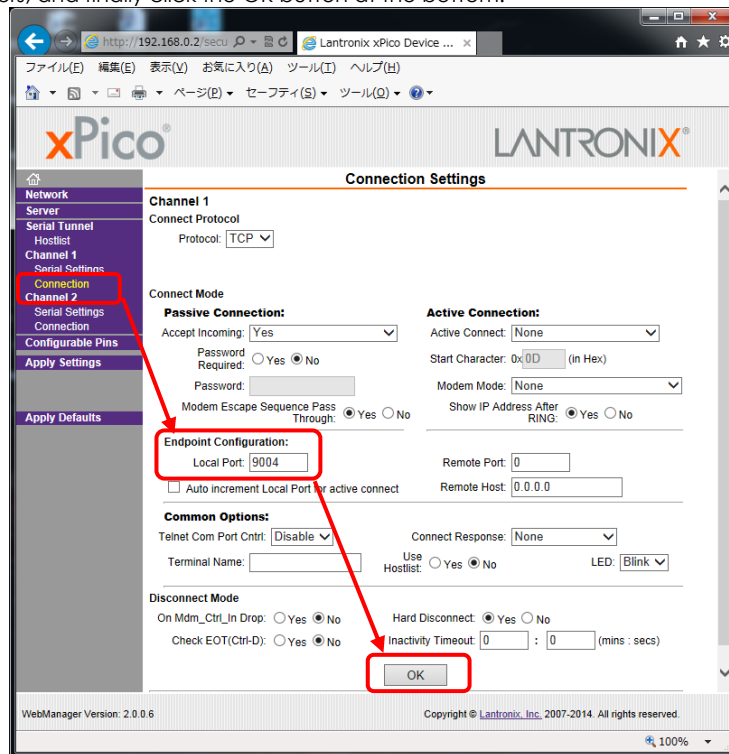 and finally click the OK button at the bottom.
http://192.168.0.2/secu
Lantronix xPico Device ...
ファイル(F) 編集(E) 表示(V) お気に入り(A) ツール(T) ヘルプ(H)
ページ(P) セーフティ(S) ツール(O)
xPico®
LANTRONIX®
Network
Server
Serial Tunnel
Hostlist
Channel 1
Serial Settings
Connection
Channel 2
Serial Settings
Connection
Configurable Pins
Apply Settings
Apply Defaults
Connection Settings
Channel 1
Connect Protocol
Protocol: TCP
Connect Mode
Passive Connection: Active Connection:
Accept Incoming: Yes Active Connect: None
Password Required: Yes No Start Character: 0x 0D (in Hex)
Password: Modem Mode: None
Modem Escape Sequence Pass Through: Yes No Show IP Address After RING: Yes No
Endpoint Configuration:
Local Port: 9004 Remote Port: 0
Auto increment Local Port for active connect Remote Host: 0.0.0.0
Common Options:
Telnet Com Port Cntrl: Disable Connect Response: None
Terminal Name: Use Hostlist: Yes No LED: Blink
Disconnect Mode
On Mdm_Ctrl_In Drop: Yes No Hard Disconnect: Yes No
Check EOT(Ctrl-D): Yes No Inactivity Timeout: 0 : 0 (mins : secs)
OK
WebManager Version: 2.0.0.6 Copyright © Lantronix, Inc. 2007-2014. All rights reserved.
100%